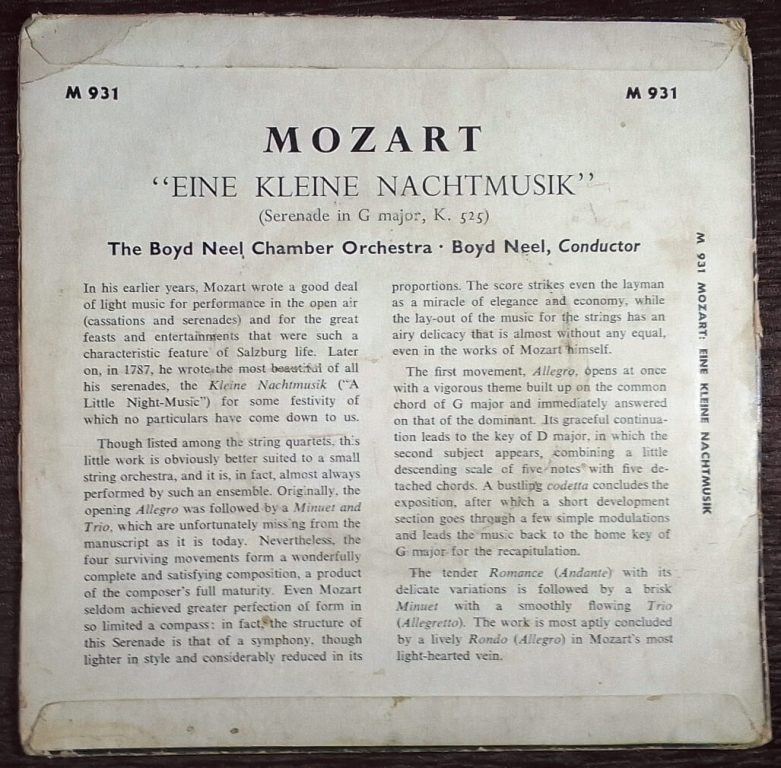 M 931
M 931
MOZART
“EINE KLEINE NACHTMUSIK”
(Serenade in G major, K. 525)
The Boyd Neel Chamber Orchestra · Boyd Neel, Conductor
In his earlier years, Mozart wrote a good deal
of light music for performance in the open air
(cassations and serenades) and for the great
feasts and entertainments that were such a
characteristic feature of Salzburg life. Later
on, in 1787, he wrote the most beautiful of all
his serenades, the Kleine Nachtmusik (“A
Little Night-Music”) for some festivity of
which no particulars have come down to us.
Though listed among the string quartets, this
little work is obviously better suited to a small
string orchestra, and it is, in fact, almost always
performed by such an ensemble. Originally, the
opening Allegro was followed by a Minuet and
Trio, which are unfortunately missing from the
manuscript as it is today. Nevertheless, the
four surviving movements form a wonderfully
complete and satisfying composition, a product
of the composer's full maturity. Even Mozart
seldom achieved greater perfection of form in
so limited a compass: in fact, the structure of
this Serenade is that of a symphony, though
lighter in style and considerably reduced in its
proportions. The score strikes even the layman
as a miracle of elegance and economy, while
the lay-out of the music for the strings has an
airy delicacy that is almost without any equal,
even in the works of Mozart himself.
The first movement, Allegro, opens at once
with a vigorous theme built up on the common
chord of G major and immediately answered
on that of the dominant. Its graceful continua-
tion leads to the key of D major, in which the
second subject appears, combining a little
descending scale of five notes with five de-
tached chords. A bustling codetta concludes the
exposition, after which a short development
section goes through a few simple modulations
and leads the music back to the home key of
G major for the recapitulation.
The tender Romance (Andante) with its
delicate variations is followed by a brisk
Minuet with a smoothly flowing Trio
(Allegretto). The work is most aptly concluded
by a lively Rondo (Allegro) in Mozart's most
light-hearted vein.
M 931 MOZART: EINE KLEINE NACHTMUSIK